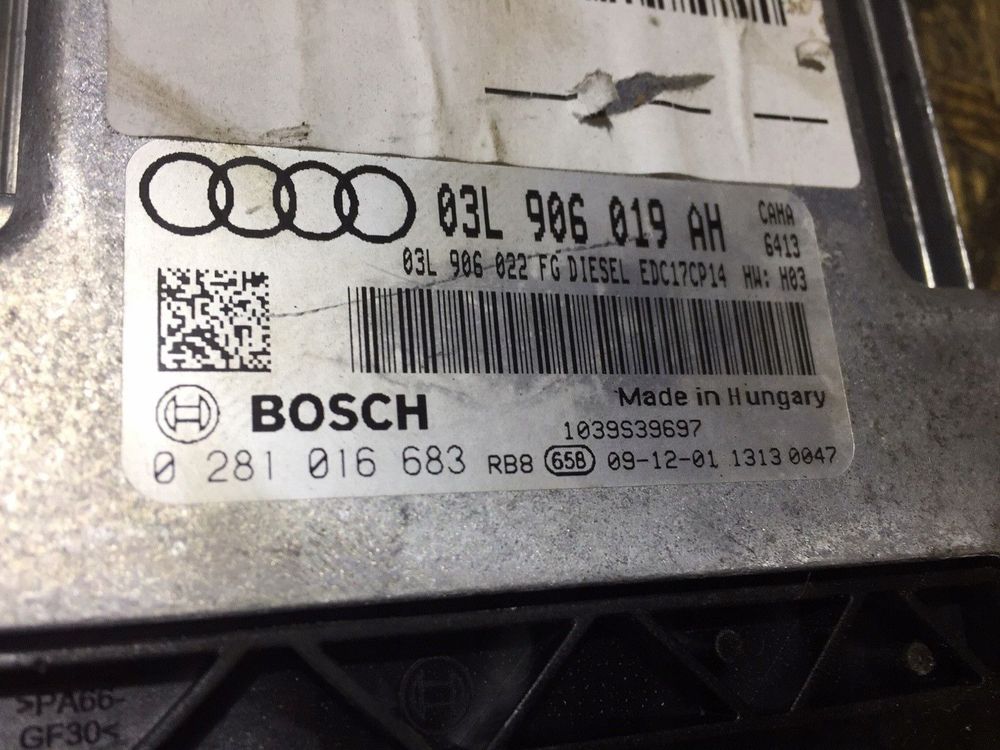 03L 906 019 AH CAHA
6413
03L 906 022 FG DIESEL EDC17CP14 HW: H03
BOSCH
Made in Hungary
1039S39697
0 281 016 683 RB8 65B 09-12-01 1313 0047
>PA66-
GF30<